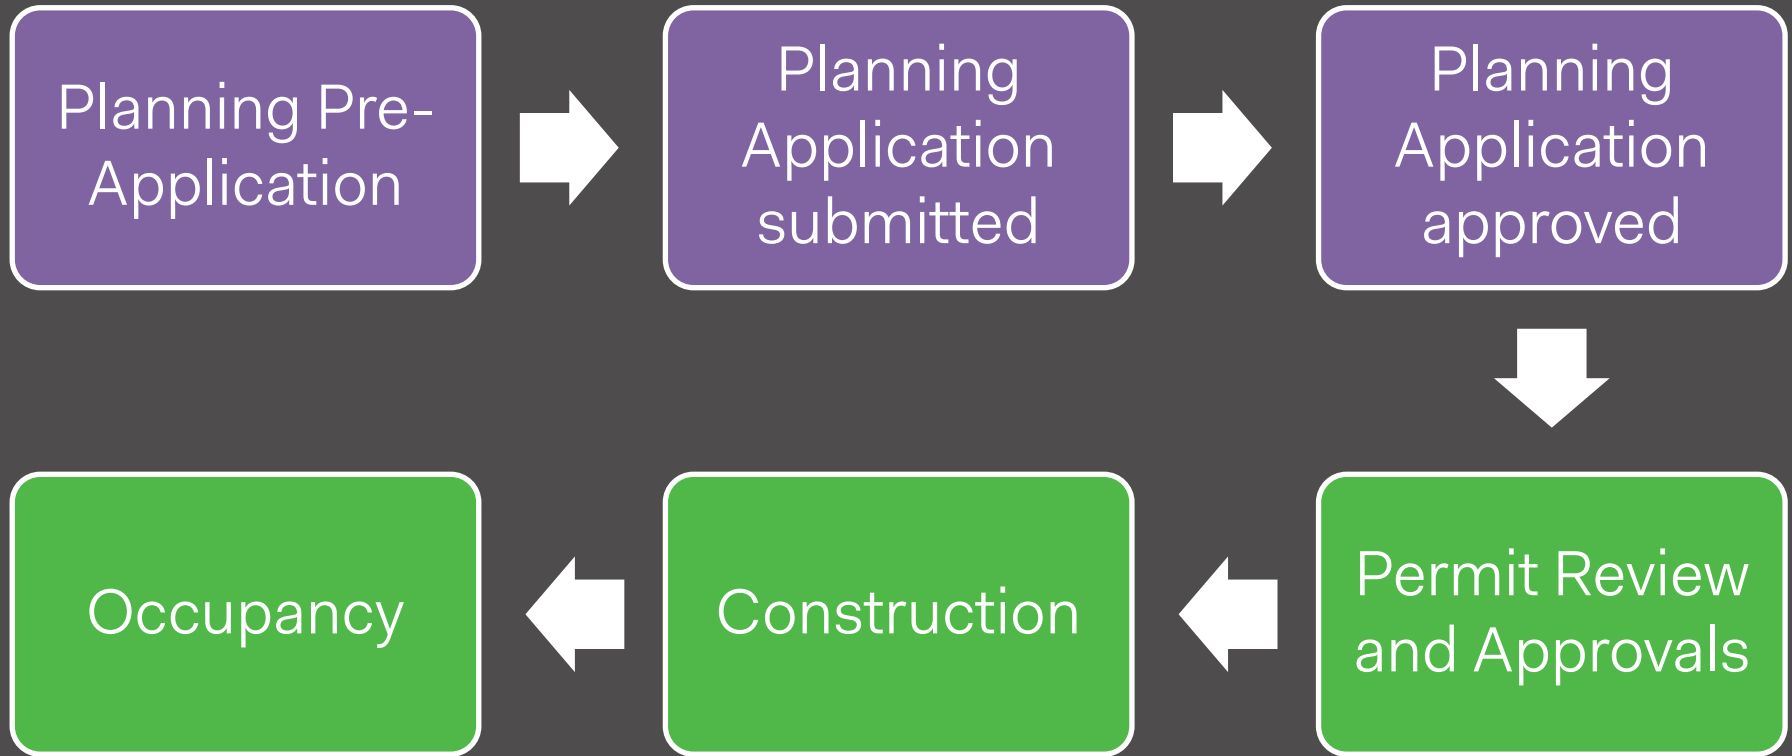 Planning Pre-
Application
Planning
Application
submitted
Planning
Application
approved
Permit Review
and Approvals
Construction
Occupancy